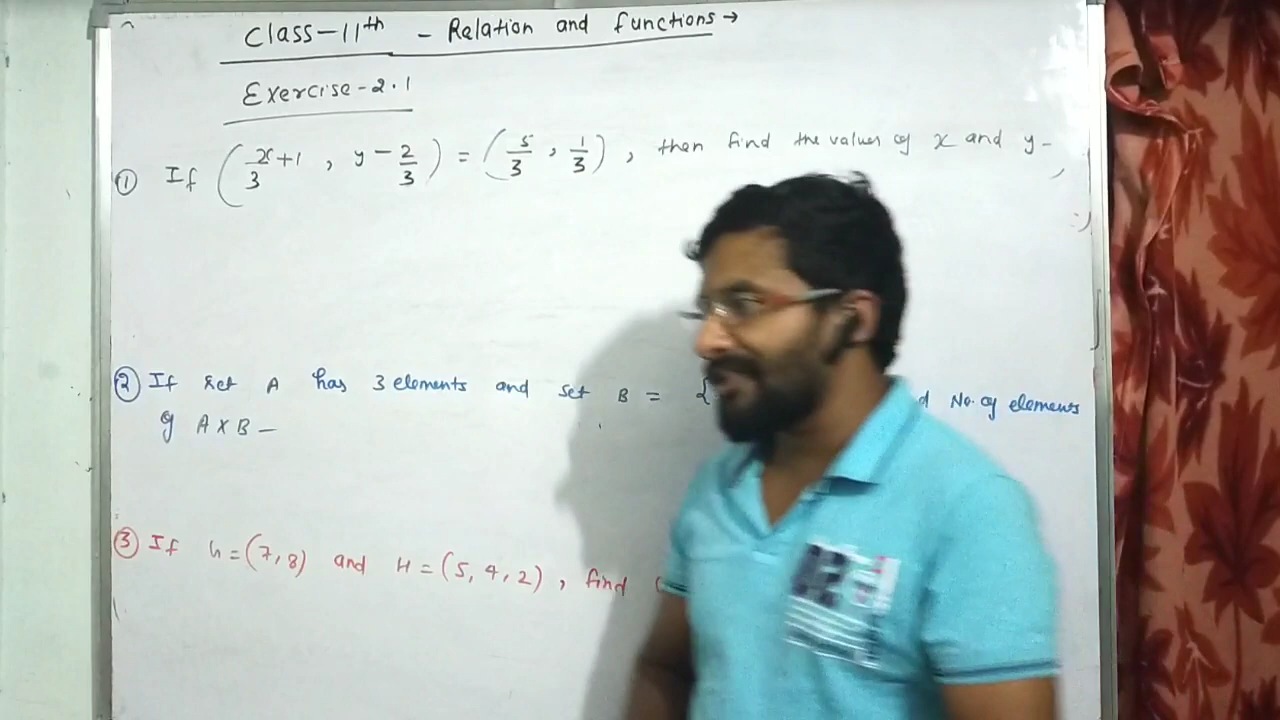 Class-11th - Relation and functions →
Exercise-2.1
① If (x/3+1, y-2/3) = (5/3, 1/3), then find the values of x and y-
② If set A has 3 elements and set B = { No. of elements
of A X B —
③ If G=(7,8) and H=(5,4,2), find